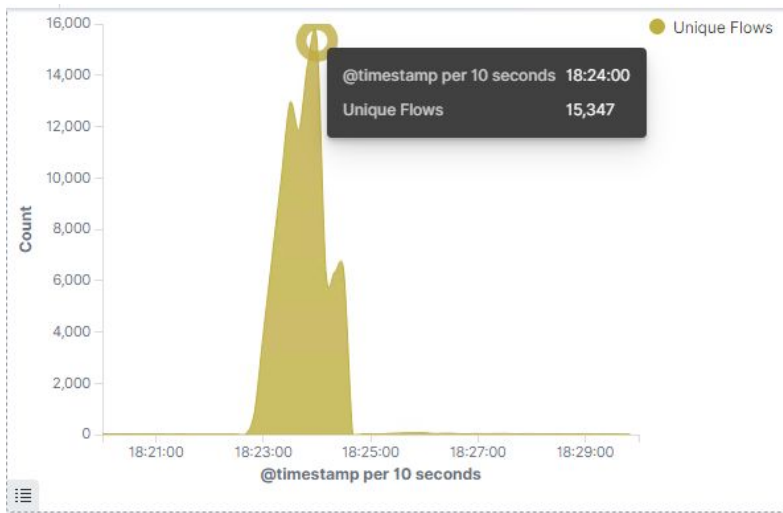 Unique Flows
@timestamp per 10 seconds 18:24:00
Unique Flows 15,347
16,000
14,000
12,000
10,000
8,000
6,000
4,000
2,000
0
Count
18:21:00 18:23:00 18:25:00 18:27:00 18:29:00
@timestamp per 10 seconds